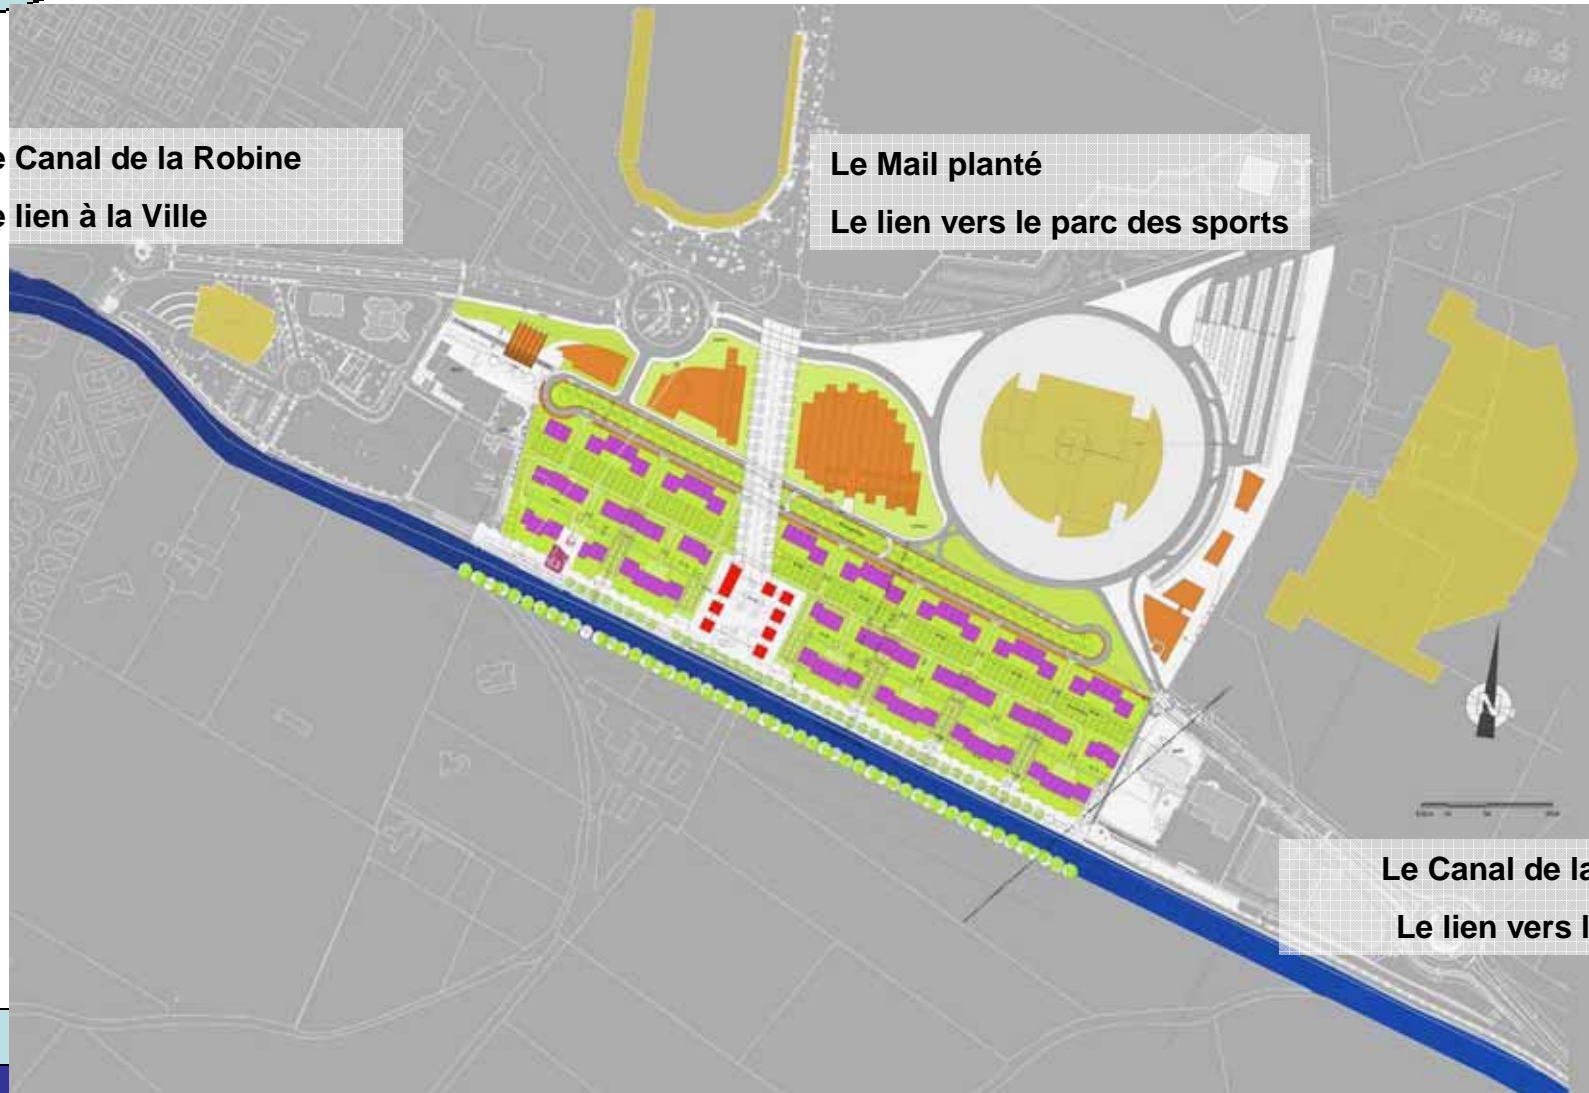 e Canal de la Robine
e lien à la Ville
Le Mail planté
Le lien vers le parc des sports
N
Le Canal de la
Le lien vers l